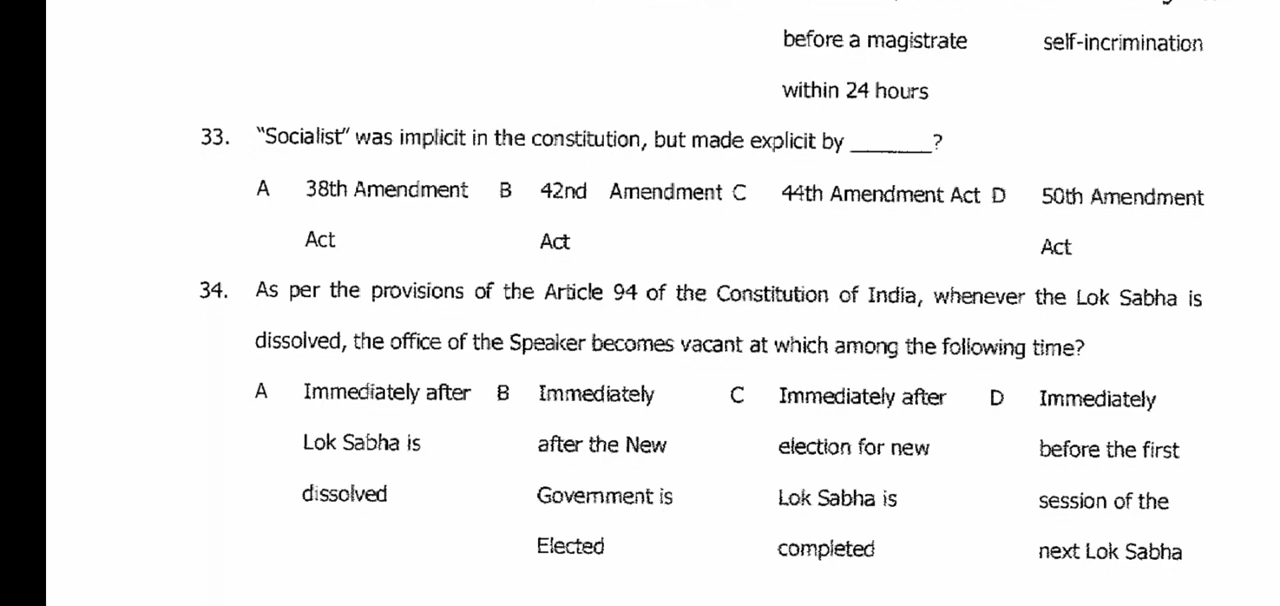 before a magistrate self-incrimination
within 24 hours
33. "Socialist" was implicit in the constitution, but made explicit by _______?
A 38th Amendment B 42nd Amendment C 44th Amendment Act D 50th Amendment
Act Act Act
34. As per the provisions of the Article 94 of the Constitution of India, whenever the Lok Sabha is
dissolved, the office of the Speaker becomes vacant at which among the following time?
A Immediately after B Immediately C Immediately after D Immediately
Lok Sabha is after the New election for new before the first
dissolved Government is Lok Sabha is session of the
Elected completed next Lok Sabha